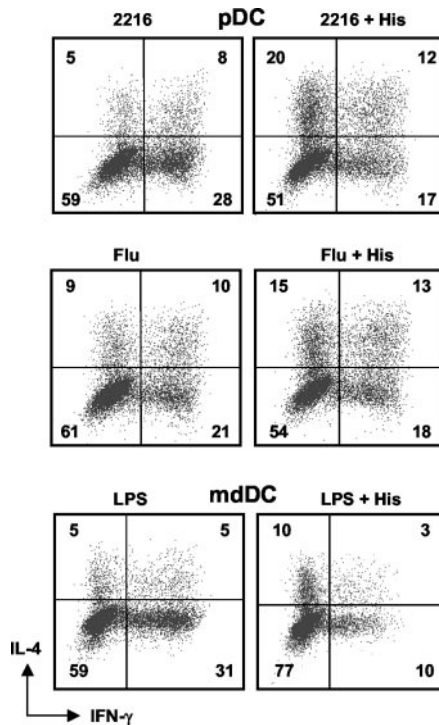 2216 pDC 2216 + His
5 8 20 12
59 28 51 17
Flu Flu + His
9 10 15 13
61 21 54 18
LPS mdDC LPS + His
5 5 10 3
IL-4
59 31 77 10
IFN-γ